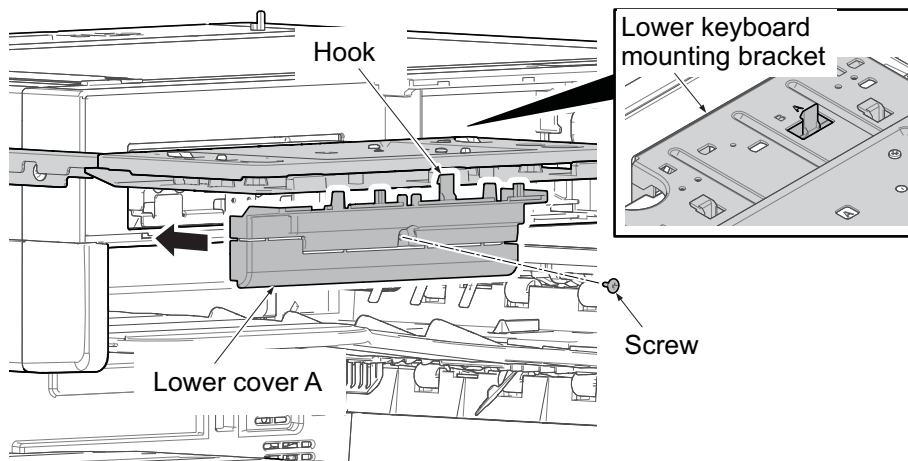 Hook
Lower keyboard
mounting bracket
A
A
Screw
Lower cover A